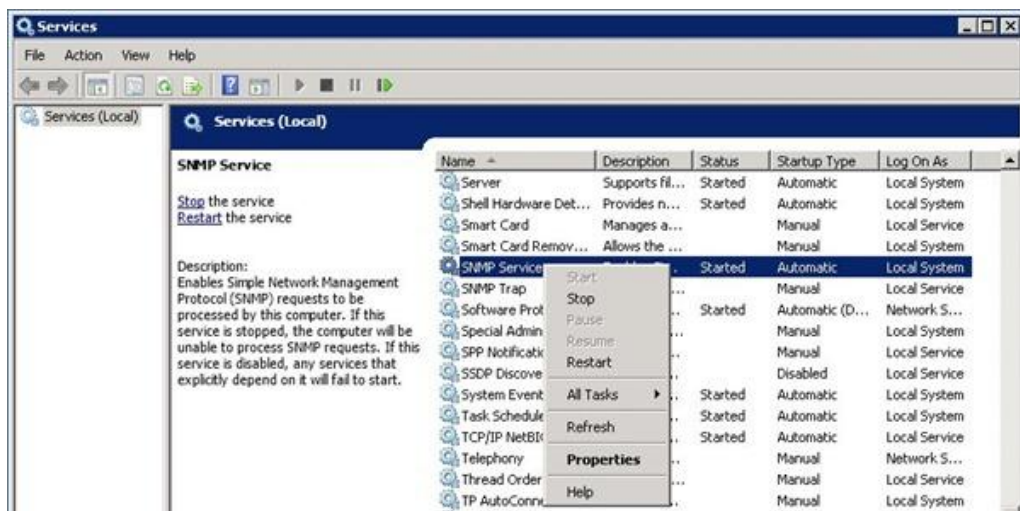 Services
File Action View Help
Services (Local)
Services (Local)
SNMP Service
Stop the service
Restart the service
Description:
Enables Simple Network Management
Protocol (SNMP) requests to be
processed by this computer. If this
service is stopped, the computer will be
unable to process SNMP requests. If this
service is disabled, any services that
explicitly depend on it will fail to start.
Name Description Status Startup Type Log On As
Server Supports fil... Started Automatic Local System
Shell Hardware Det... Provides n... Started Automatic Local System
Smart Card Manages a... Manual Local Service
Smart Card Remov... Allows the ... Manual Local System
SNMP Service Started Automatic Local System
SNMP Trap ... Manual Local Service
Software Prot .. Started Automatic (D... Network S...
Special Admin .. Manual Local System
SPP Notificatic .. Manual Local Service
SSDP Discove .. Disabled Local Service
System Event .. Started Automatic Local System
Task Schedule .. Started Automatic Local System
TCP/IP NetBI .. Started Automatic Local Service
Telephony .. Manual Network S...
Thread Order ... Manual Local Service
TP AutoConne .. Manual Local System
Start
Stop
Pause
Resume
Restart
All Tasks
Refresh
Properties
Help